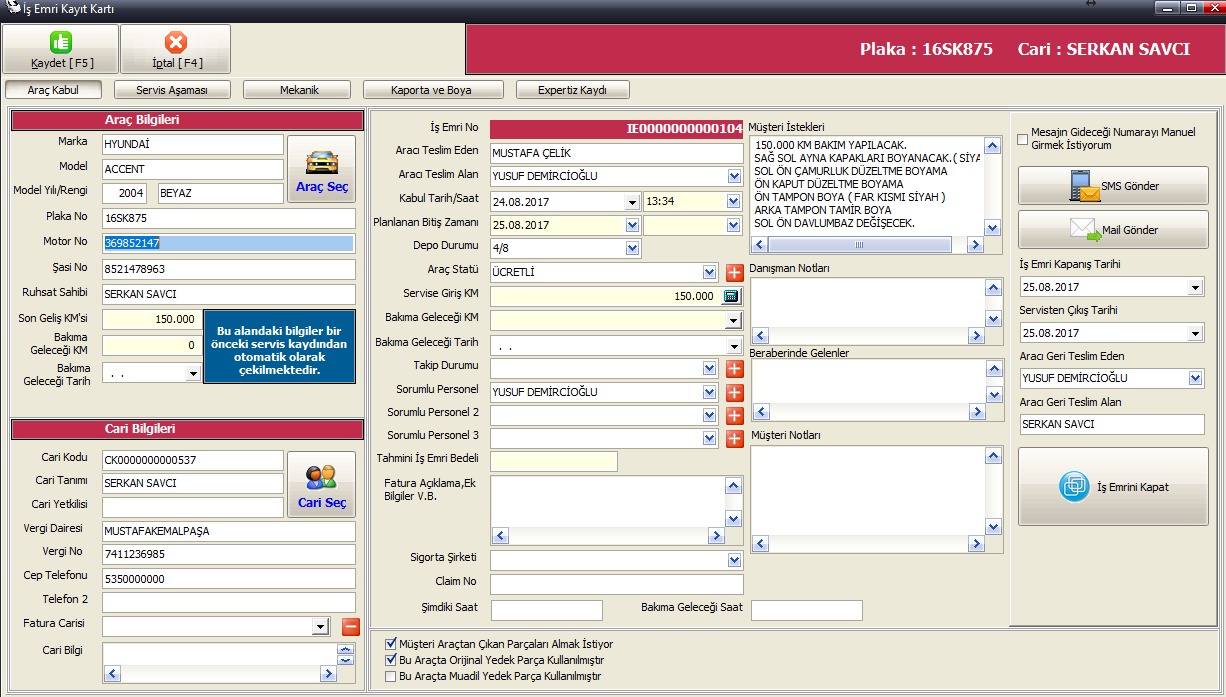 İş Emri Kayıt Kartı
Kaydet [ F5 ]
İptal [ F4 ]
Plaka : 16SK875 Cari : SERKAN SAVCI
Araç Kabul
Servis Aşaması
Mekanik
Kaporta ve Boya
Expertiz Kaydı
Araç Bilgileri
Marka HYUNDAİ
Model ACCENT
Model Yılı/Rengi 2004 BEYAZ
Araç Seç
Plaka No 16SK875
Motor No 369852147
Şasi No 8521478963
Ruhsat Sahibi SERKAN SAVCI
Son Geliş KM'si 150.000
Bakıma
Geleceği KM 0
Bakıma
Geleceği Tarih . .
Bu alandaki bilgiler bir
önceki servis kaydından
otomatik olarak
çekilmektedir.
Cari Bilgileri
Cari Kodu CK0000000000537
Cari Tanımı SERKAN SAVCI
Cari Yetkilisi
Cari Seç
Vergi Dairesi MUSTAFAKEMALPAŞA
Vergi No 7411236985
Cep Telefonu 5350000000
Telefon 2
Fatura Carisi
Cari Bilgi
İş Emri No IE0000000000104
Aracı Teslim Eden MUSTAFA ÇELİK
Aracı Teslim Alan YUSUF DEMİRCİOĞLU
Kabul Tarih/Saat 24.08.2017 13:34
Planlanan Bitiş Zamanı 25.08.2017
Depo Durumu 4/8
Araç Statü ÜCRETLİ
Servise Giriş KM 150.000
Bakıma Geleceği KM
Bakıma Geleceği Tarih . .
Takip Durumu
Sorumlu Personel YUSUF DEMİRCİOĞLU
Sorumlu Personel 2
Sorumlu Personel 3
Tahmini İş Emri Bedeli
Fatura Açıklama,Ek
Bilgiler V.B.
Sigorta Şirketi
Claim No
Şimdiki Saat
Bakıma Geleceği Saat
Müşteri İstekleri
150.000 KM BAKIM YAPILACAK.
SAĞ SOL AYNA KAPAKLARI BOYANACAK.( SİYA
SOL ÖN ÇAMURLUK DÜZELTME BOYAMA
ÖN KAPUT DÜZELTME BOYAMA
ÖN TAMPON BOYA ( FAR KISMI SİYAH )
ARKA TAMPON TAMİR BOYA
SOL ÖN DAVLUMBAZ DEĞİŞECEK.
Danışman Notları
Beraberinde Gelenler
Müşteri Notları
Mesajın Gideceği Numarayı Manuel
Girmek İstiyorum
SMS Gönder
Mail Gönder
İş Emri Kapanış Tarihi
25.08.2017
Servisten Çıkış Tarihi
25.08.2017
Aracı Geri Teslim Eden
YUSUF DEMİRCİOĞLU
Aracı Geri Teslim Alan
SERKAN SAVCI
İş Emrini Kapat
Müşteri Araçtan Çıkan Parçaları Almak İstiyor
Bu Araçta Orijinal Yedek Parça Kullanılmıştır
Bu Araçta Muadil Yedek Parça Kullanılmıştır